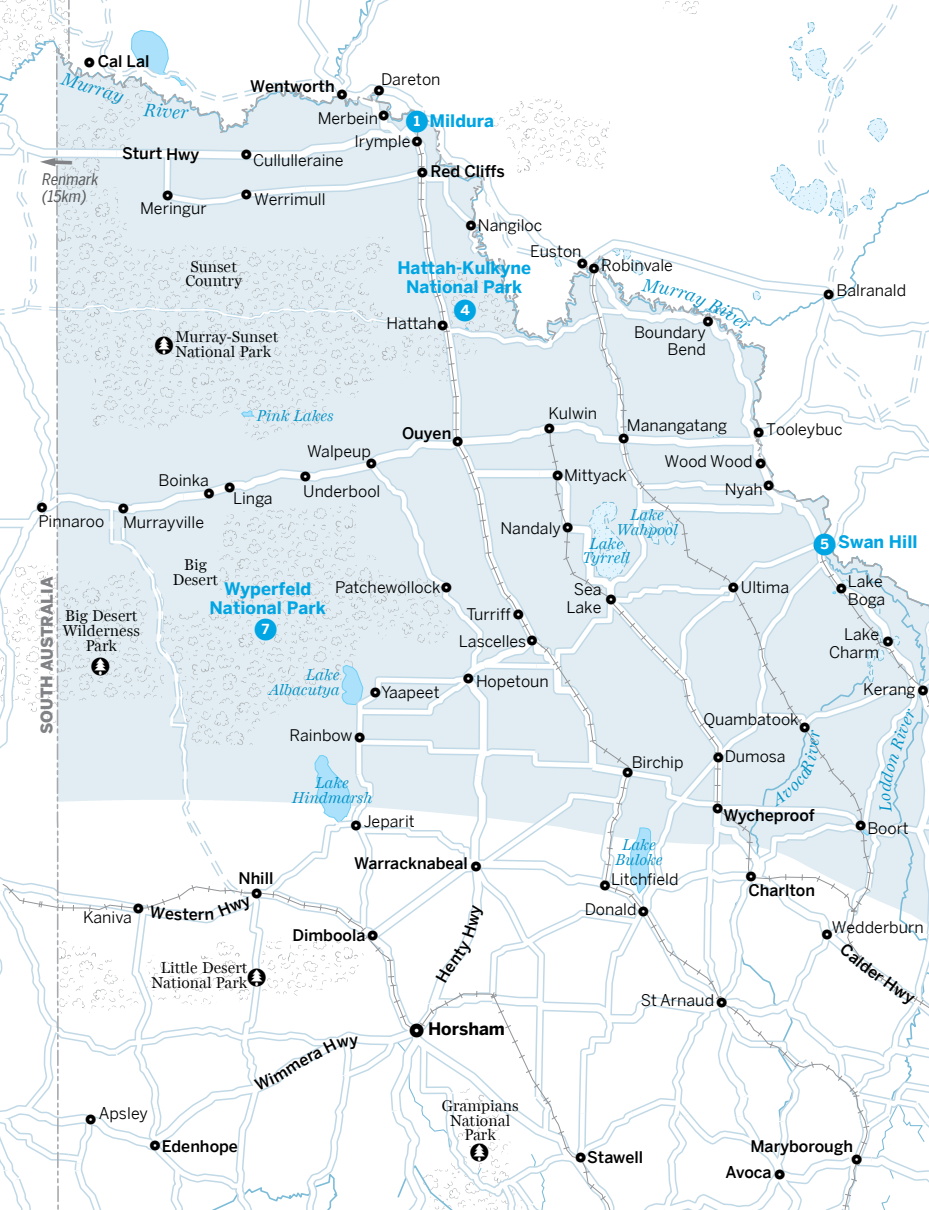 Cal Lal
Murray
River
Wentworth
Dareton
Merbein
1 Mildura
Irymple
Sturt Hwy
Cullulleraine
Red Cliffs
Renmark
(15km)
Meringur
Werrimull
Nangiloc
Sunset
Country
Euston
Robinvale
Hattah-Kulkyne
National Park
4
Murray River
Balranald
Hattah
Boundary
Bend
Murray-Sunset
National Park
Pink Lakes
Kulwin
Ouyen
Manangatang
Tooleybuc
Walpeup
Wood Wood
Boinka
Linga
Underbool
Mittyack
Nyah
Pinnaroo
Murrayville
Nandaly
Lake
Wahpool
Lake
Tyrrell
5 Swan Hill
Big
Desert
Wyperfeld
National Park
7
Patchewollock
Sea
Lake
Ultima
Lake
Boga
Big Desert
Wilderness
Park
Turriff
Lascelles
Lake
Charm
SOUTH AUSTRALIA
Lake
Albacutya
Yaapeet
Hopetoun
Kerang
Rainbow
Quambatook
Avoca River
Loddon River
Birchip
Dumosa
Lake
Hindmarsh
Jeparit
Wycheproof
Boort
Warracknabeal
Lake
Buloke
Litchfield
Nhill
Charlton
Kaniva
Western Hwy
Donald
Dimboola
Henty Hwy
Wedderburn
Calder Hwy
Little Desert
National Park
St Arnaud
Horsham
Wimmera Hwy
Grampians
National
Park
Apsley
Edenhope
Stawell
Maryborough
Avoca